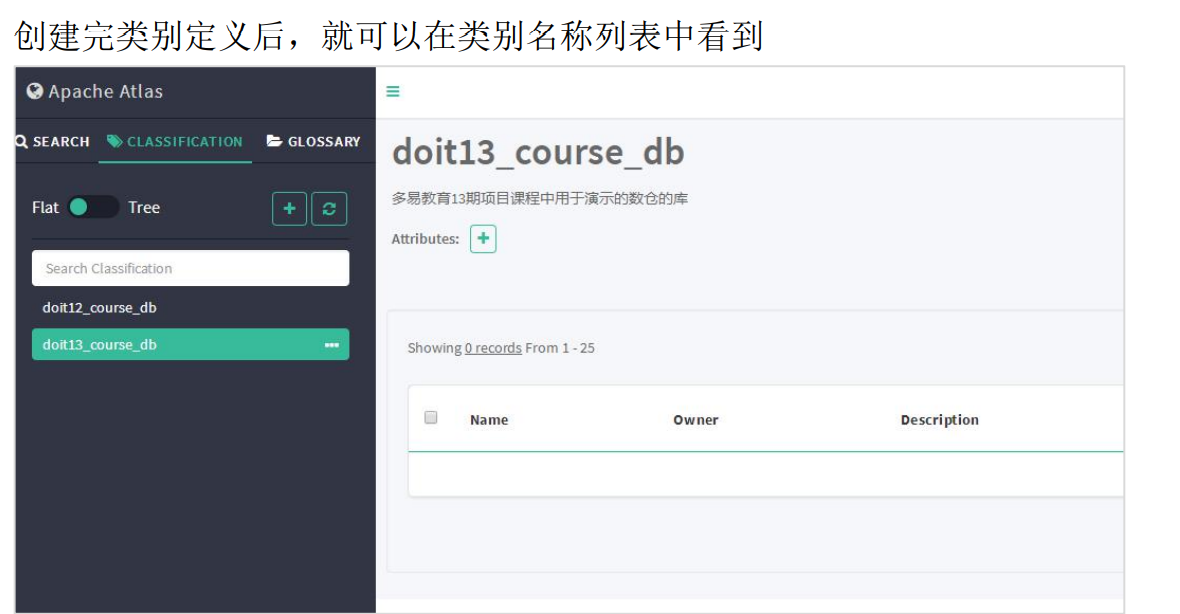 创建完类别定义后，就可以在类别名称列表中看到
Apache Atlas
SEARCH CLASSIFICATION GLOSSARY
Flat Tree
Search Classification
doit12_course_db
doit13_course_db
doit13_course_db
多易教育13期项目课程中用于演示的数仓的库
Attributes:
Showing 0 records From 1 - 25
Name Owner Description